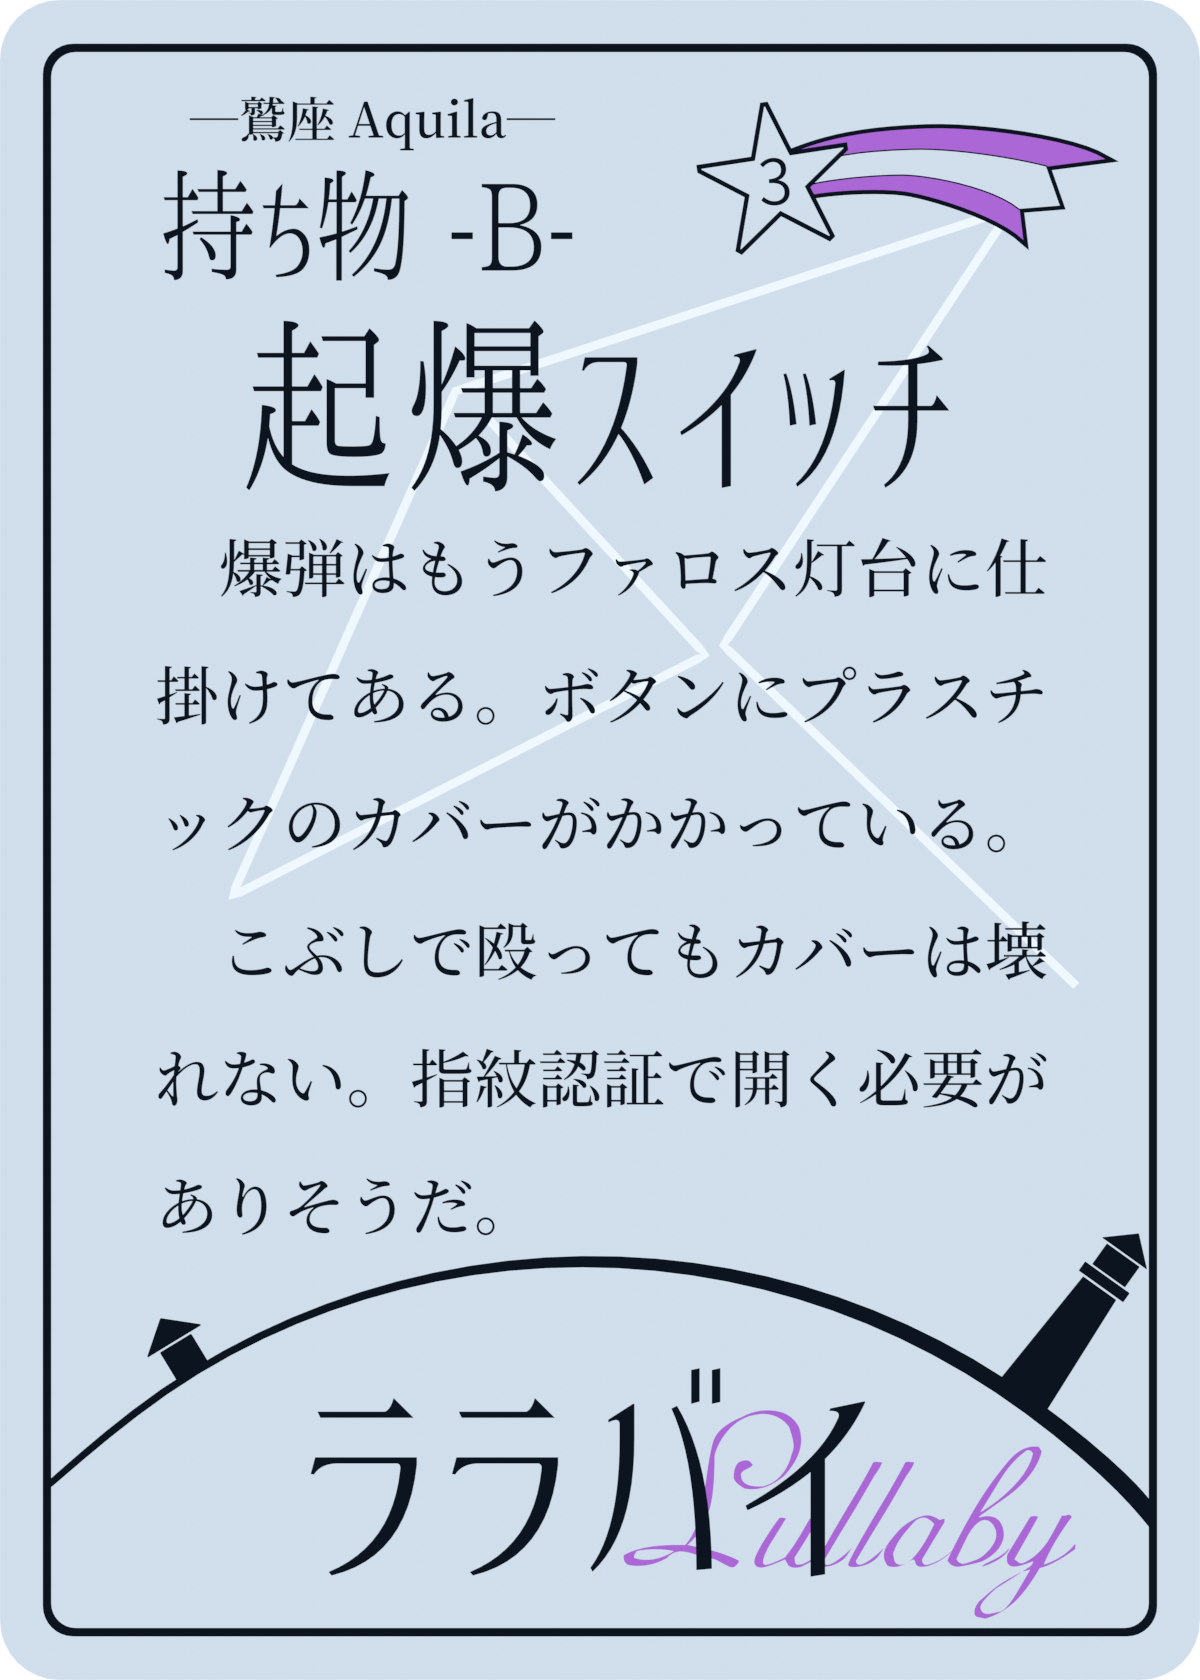 ―鷲座 Aquila―
3
持ち物 -B-
起爆スイッチ
爆弾はもうファロス灯台に仕
掛けてある。ボタンにプラスチ
ックのカバーがかかっている。
こぶしで殴ってもカバーは壊
れない。指紋認証で開く必要が
ありそうだ。
ララバイ
Lullaby